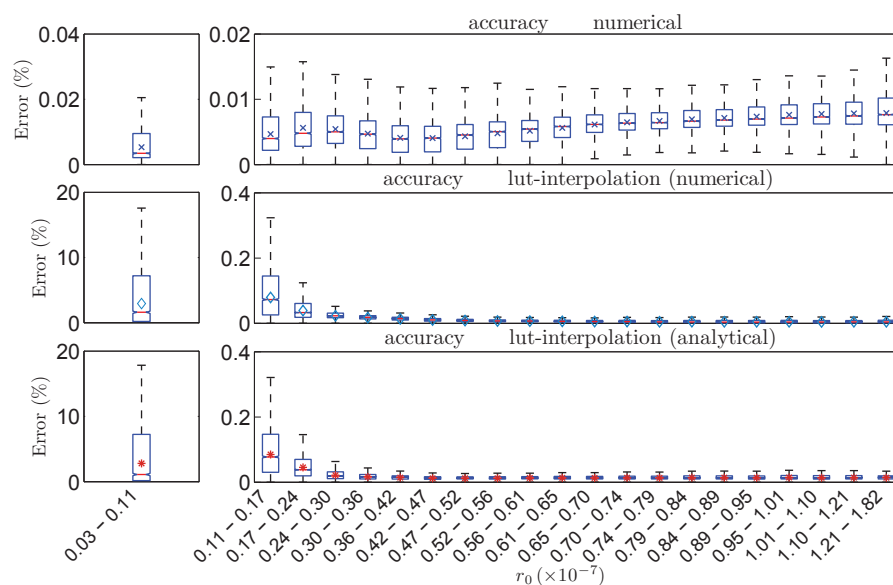 accuracy numerical
Error (%)
0.04
0.02
0
0.01
0.005
0
accuracy lut-interpolation (numerical)
Error (%)
20
10
0
0.4
0.2
0
accuracy lut-interpolation (analytical)
Error (%)
20
10
0
0.4
0.2
0
0.03 – 0.11
0.11 – 0.17
0.17 – 0.24
0.24 – 0.30
0.30 – 0.36
0.36 – 0.42
0.42 – 0.47
0.47 – 0.52
0.52 – 0.56
0.56 – 0.61
0.61 – 0.65
0.65 – 0.70
0.70 – 0.74
0.74 – 0.79
0.79 – 0.84
0.84 – 0.89
0.89 – 0.95
0.95 – 1.01
1.01 – 1.10
1.10 – 1.21
1.21 – 1.82
r₀ (×10⁻⁷)